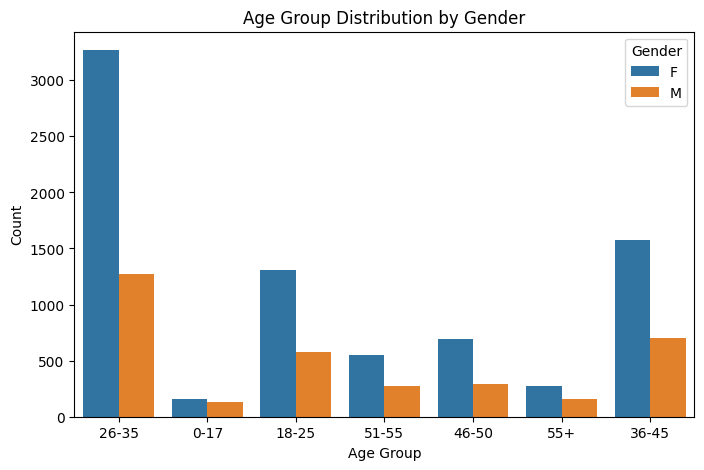 Age Group Distribution by Gender
Gender
F
M
3000
2500
2000
1500
1000
500
0
Count
26-35 0-17 18-25 51-55 46-50 55+ 36-45
Age Group